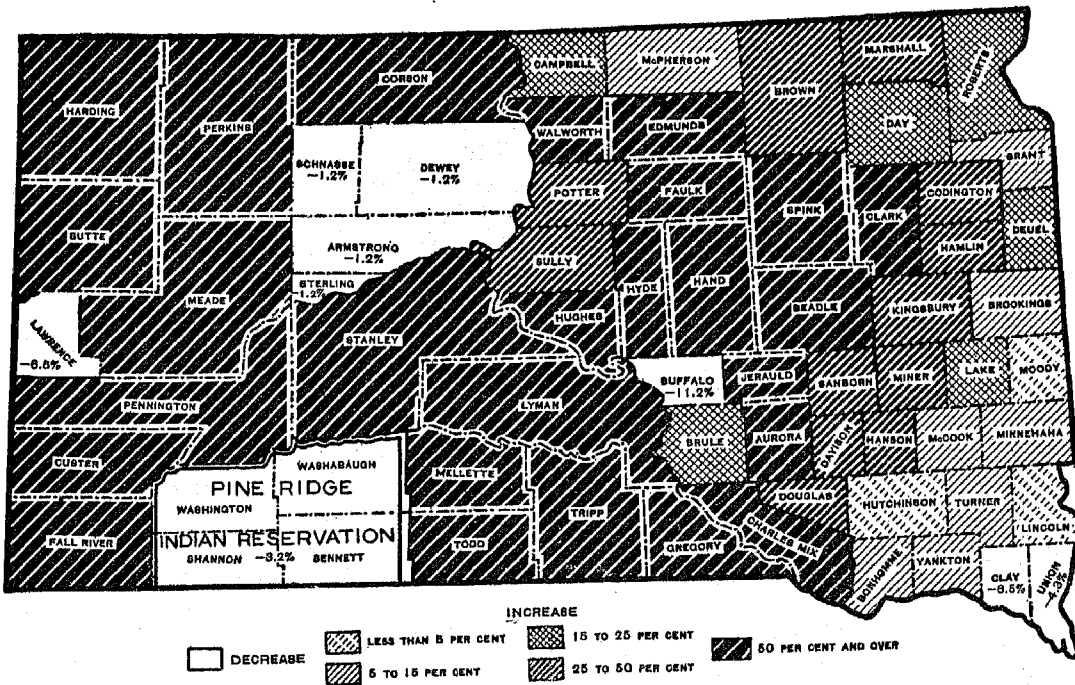 CAMPBELL
McPHERSON
MARSHALL
ROBERTS
CORSON
BROWN
HARDING
PERKINS
DAY
WALWORTH
EDMUNDS
GRANT
SCHNASSE
-1.2%
DEWEY
-1.2%
POTTER
FAULK
SPINK
CLARK
CODINGTON
DEUEL
BUTTE
ARMSTRONG
-1.2%
STERLING
-1.2%
SULLY
HYDE
HAND
HAMLIN
MEADE
HUGHES
BEADLE
KINGSBURY
BROOKINGS
LAWRENCE
-6.8%
STANLEY
BUFFALO
-11.2%
JERAULD
SANBORN
MINER
LAKE
MOODY
PENNINGTON
LYMAN
BRULE
AURORA
DAVISON
HANSON
McCOOK
MINNEHAHA
CUSTER
WASHABAUGH
PINE RIDGE
WASHINGTON
MELLETTE
TRIPP
DOUGLAS
HUTCHINSON
TURNER
LINCOLN
FALL RIVER
INDIAN RESERVATION
SHANNON
-3.2%
BENNETT
TODD
GREGORY
CHARLES MIX
BONHOMME
YANKTON
CLAY
-6.5%
UNION
-4.3%
INCREASE
DECREASE
LESS THAN 5 PER CENT
15 TO 25 PER CENT
50 PER CENT AND OVER
5 TO 15 PER CENT
25 TO 50 PER CENT